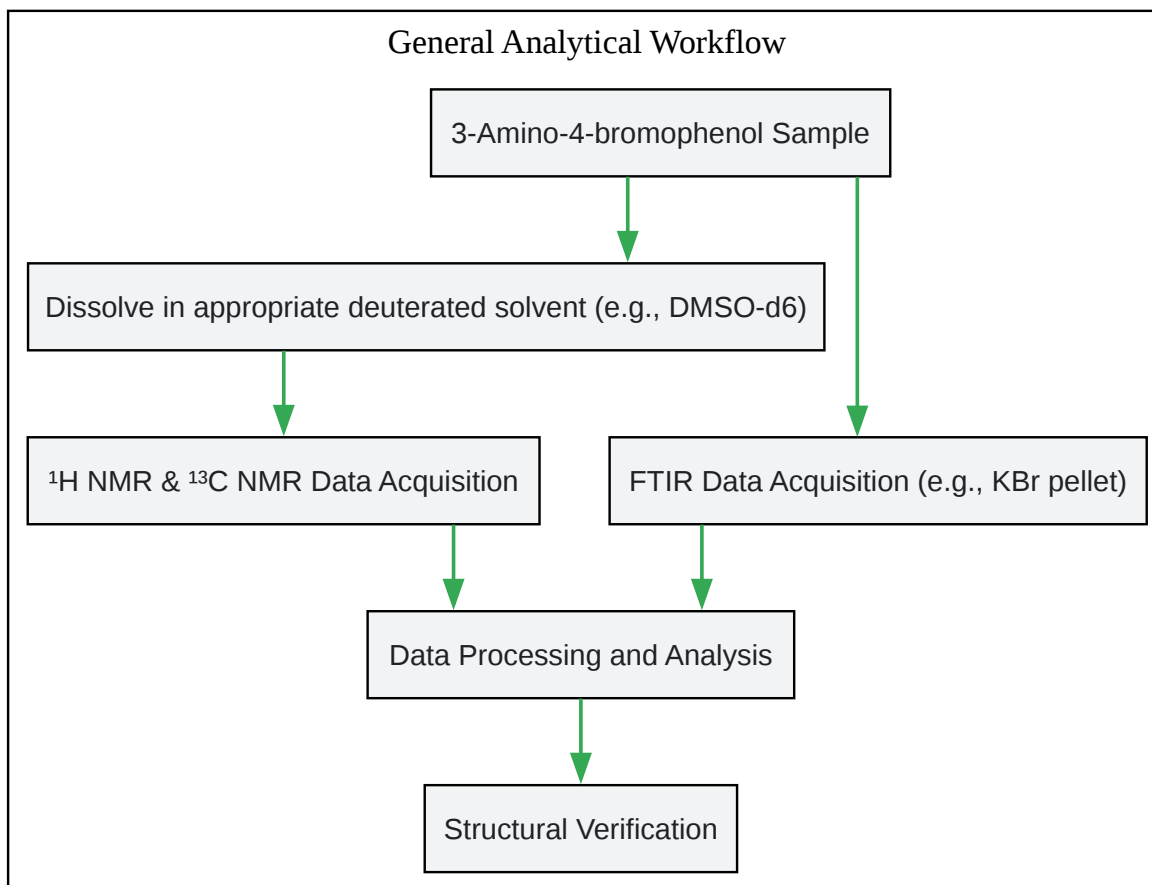 General Analytical Workflow
3-Amino-4-bromophenol Sample
Dissolve in appropriate deuterated solvent (e.g., DMSO-d6)
¹H NMR & ¹³C NMR Data Acquisition
FTIR Data Acquisition (e.g., KBr pellet)
Data Processing and Analysis
Structural Verification